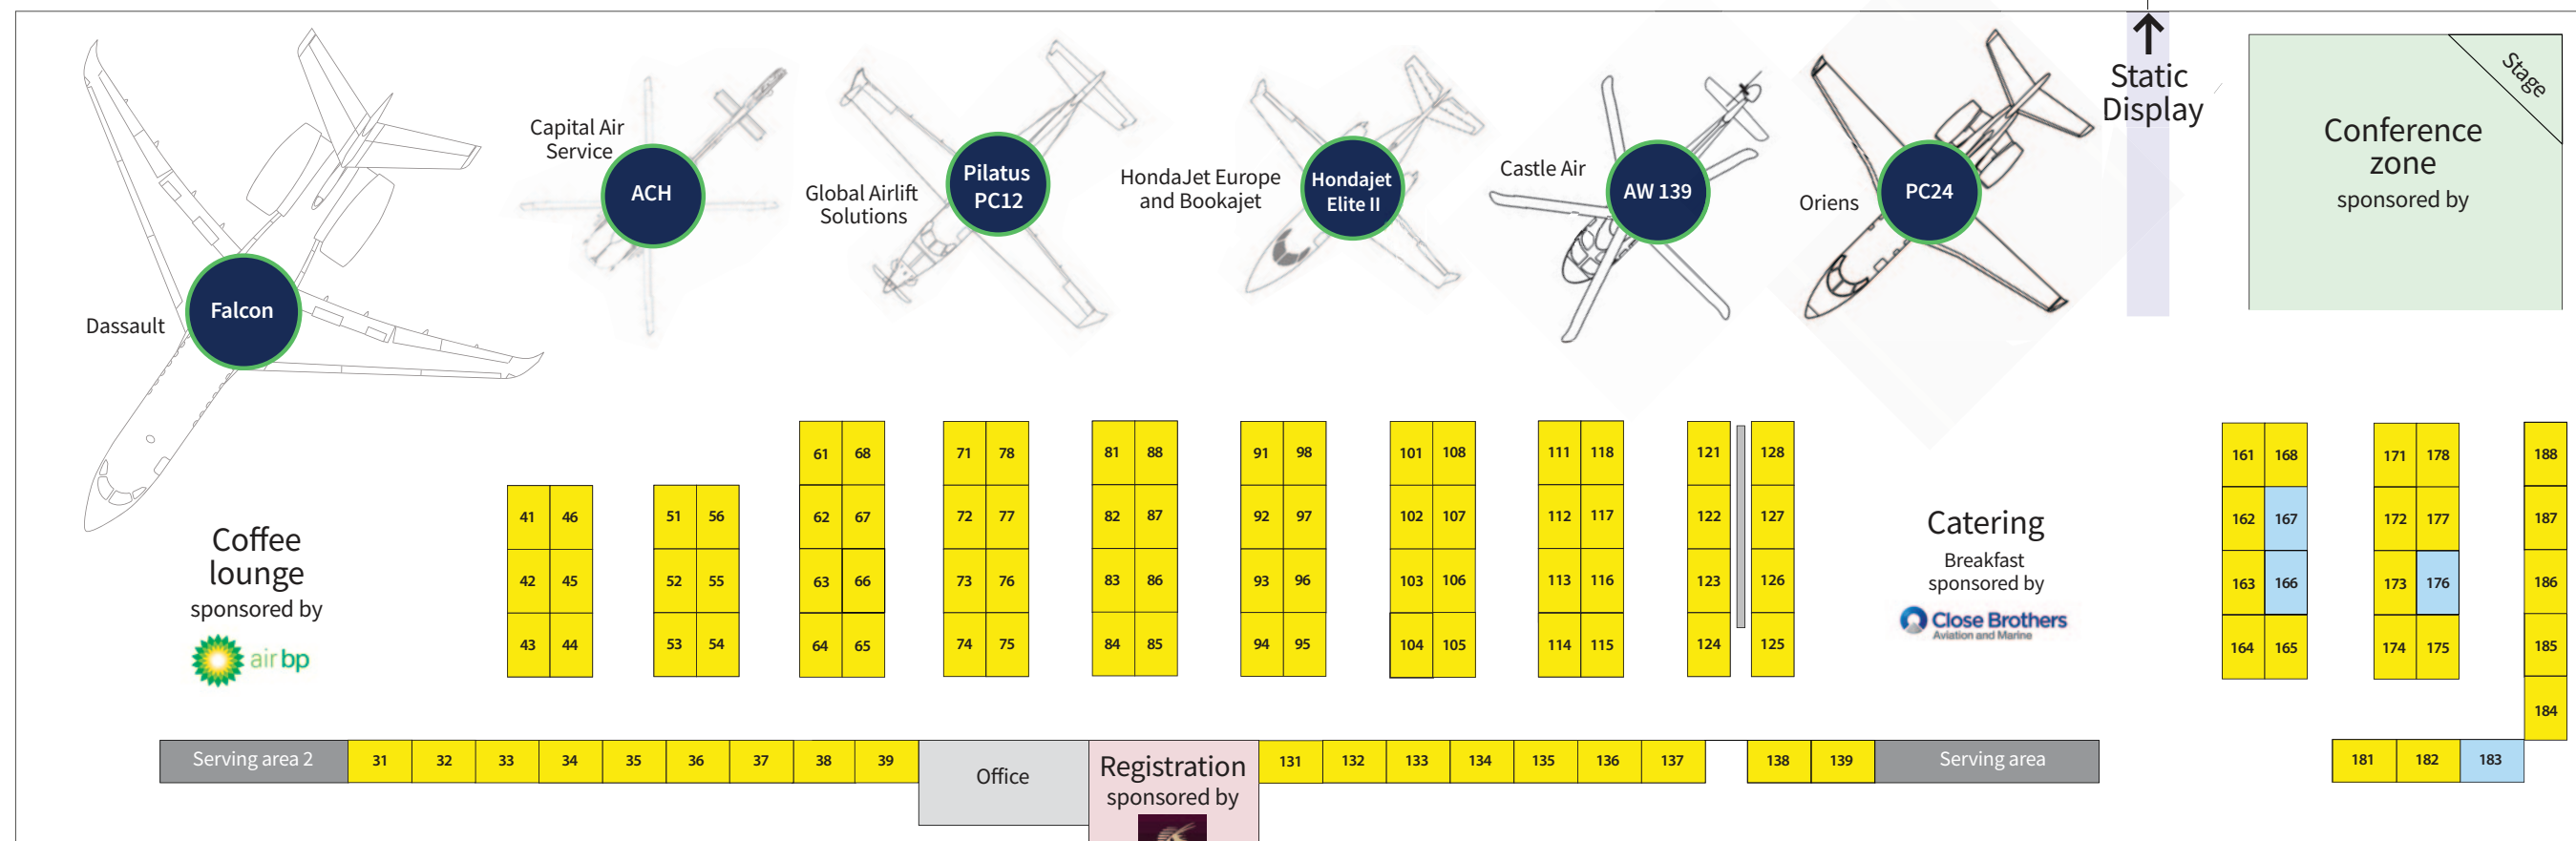 Static
Display
Stage
Conference
zone
sponsored by
Capital Air
Service
ACH
Pilatus
PC12
Global Airlift
Solutions
HondaJet Europe
and Bookajet
Hondajet
Elite II
Castle Air
AW 139
Oriens
PC24
Dassault
Falcon
Coffee
lounge
sponsored by
air bp
41 46
42 45
43 44
51 56
52 55
53 54
61 68
62 67
63 66
64 65
71 78
72 77
73 76
74 75
81 88
82 87
83 86
84 85
91 98
92 97
93 96
94 95
101 108
102 107
103 106
104 105
111 118
112 117
113 116
114 115
121 128
122 127
123 126
124 125
Catering
Breakfast
sponsored by
Close Brothers
Aviation and Marine
161 168
162 167
163 166
164 165
171 178
172 177
173 176
174 175
188
187
186
185
184
Serving area 2
31 32 33 34 35 36 37 38 39
Office
Registration
sponsored by
131 132 133 134 135 136 137
138 139
Serving area
181 182 183